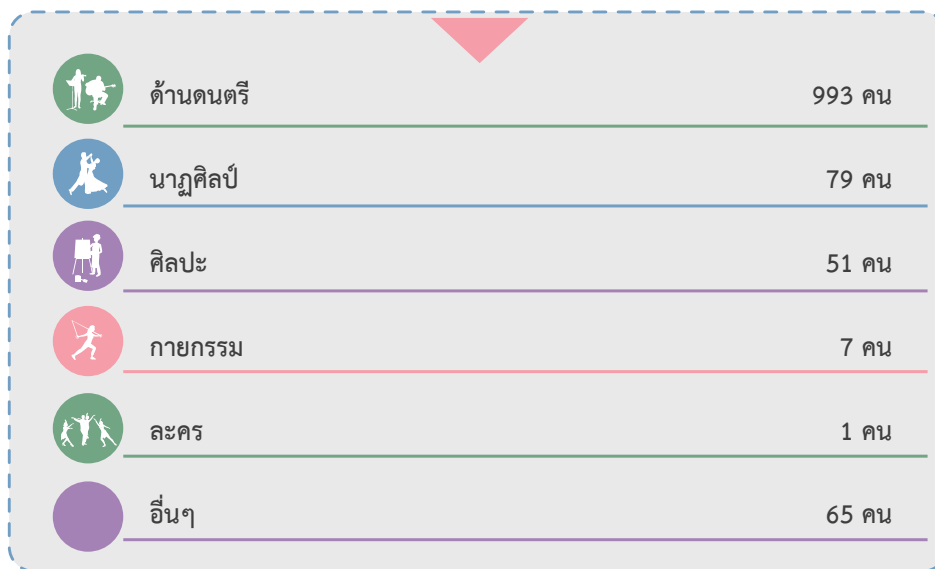 ด้านดนตรี 993 คน
นาฏศิลป์ 79 คน
ศิลปะ 51 คน
กายกรรม 7 คน
ละคร 1 คน
อื่นๆ 65 คน